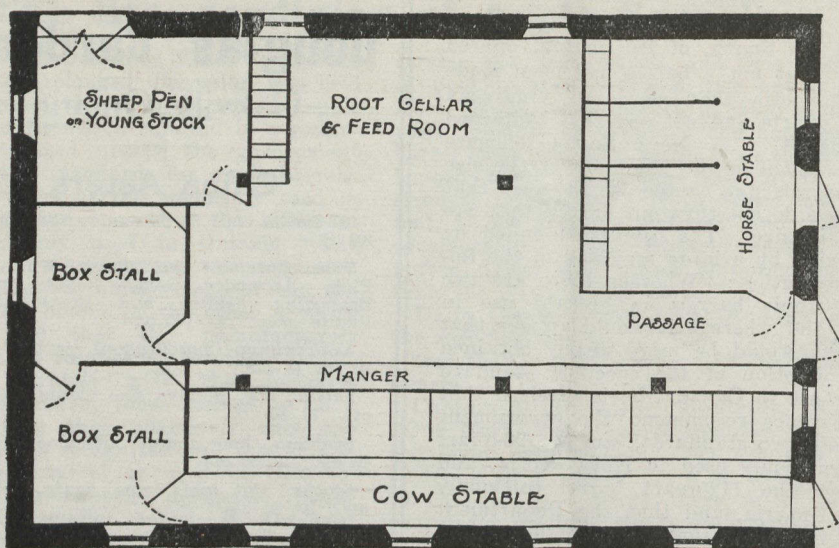 SHEEP PEN
OR YOUNG STOCK
ROOT CELLAR
& FEED ROOM
HORSE STABLE
BOX STALL
PASSAGE
MANGER
BOX STALL
COW STABLE